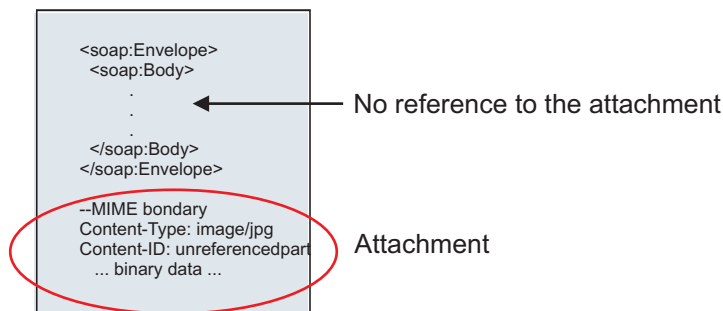 <soap:Envelope>
<soap:Body>
.
.
.
</soap:Body>
</soap:Envelope>
No reference to the attachment
--MIME bondary
Content-Type: image/jpg
Content-ID: unreferencedpart
... binary data ...
Attachment